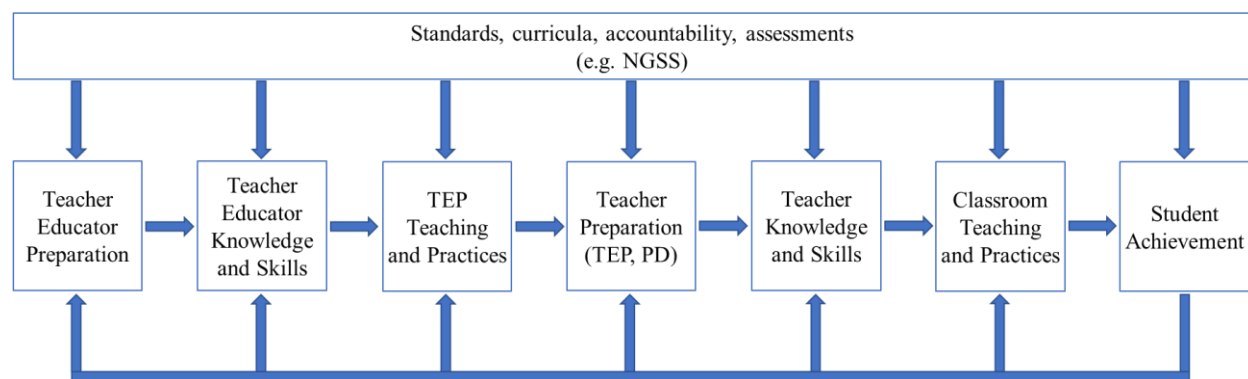 Standards, curricula, accountability, assessments
(e.g. NGSS)
Teacher
Educator
Preparation
Teacher
Educator
Knowledge
and Skills
TEP
Teaching
and Practices
Teacher
Preparation
(TEP, PD)
Teacher
Knowledge
and Skills
Classroom
Teaching
and Practices
Student
Achievement